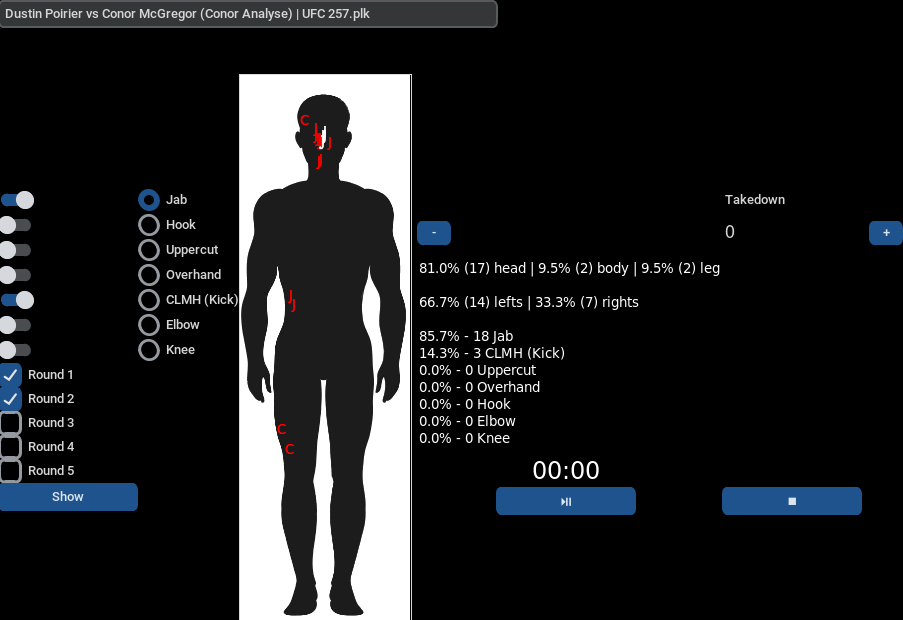 Dustin Poirier vs Conor McGregor (Conor Analyse) | UFC 257.plk
Jab
Hook
Uppercut
Overhand
CLMH (Kick)
Elbow
Knee
Round 1
Round 2
Round 3
Round 4
Round 5
Show
C
J
J
J
J
J
J
J
C
C
Takedown
-
0
+
81.0% (17) head | 9.5% (2) body | 9.5% (2) leg
66.7% (14) lefts | 33.3% (7) rights
85.7% - 18 Jab
14.3% - 3 CLMH (Kick)
0.0% - 0 Uppercut
0.0% - 0 Overhand
0.0% - 0 Hook
0.0% - 0 Elbow
0.0% - 0 Knee
00:00